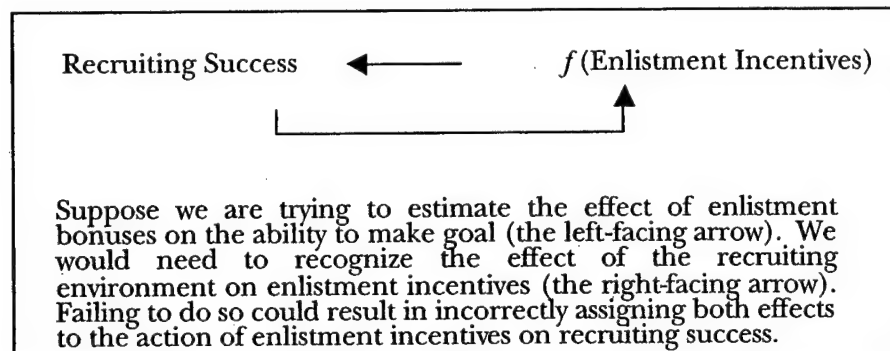 Recruiting Success f(Enlistment Incentives)
Suppose we are trying to estimate the effect of enlistment
bonuses on the ability to make goal (the left-facing arrow). We
would need to recognize the effect of the recruiting
environment on enlistment incentives (the right-facing arrow).
Failing to do so could result in incorrectly assigning both effects
to the action of enlistment incentives on recruiting success.